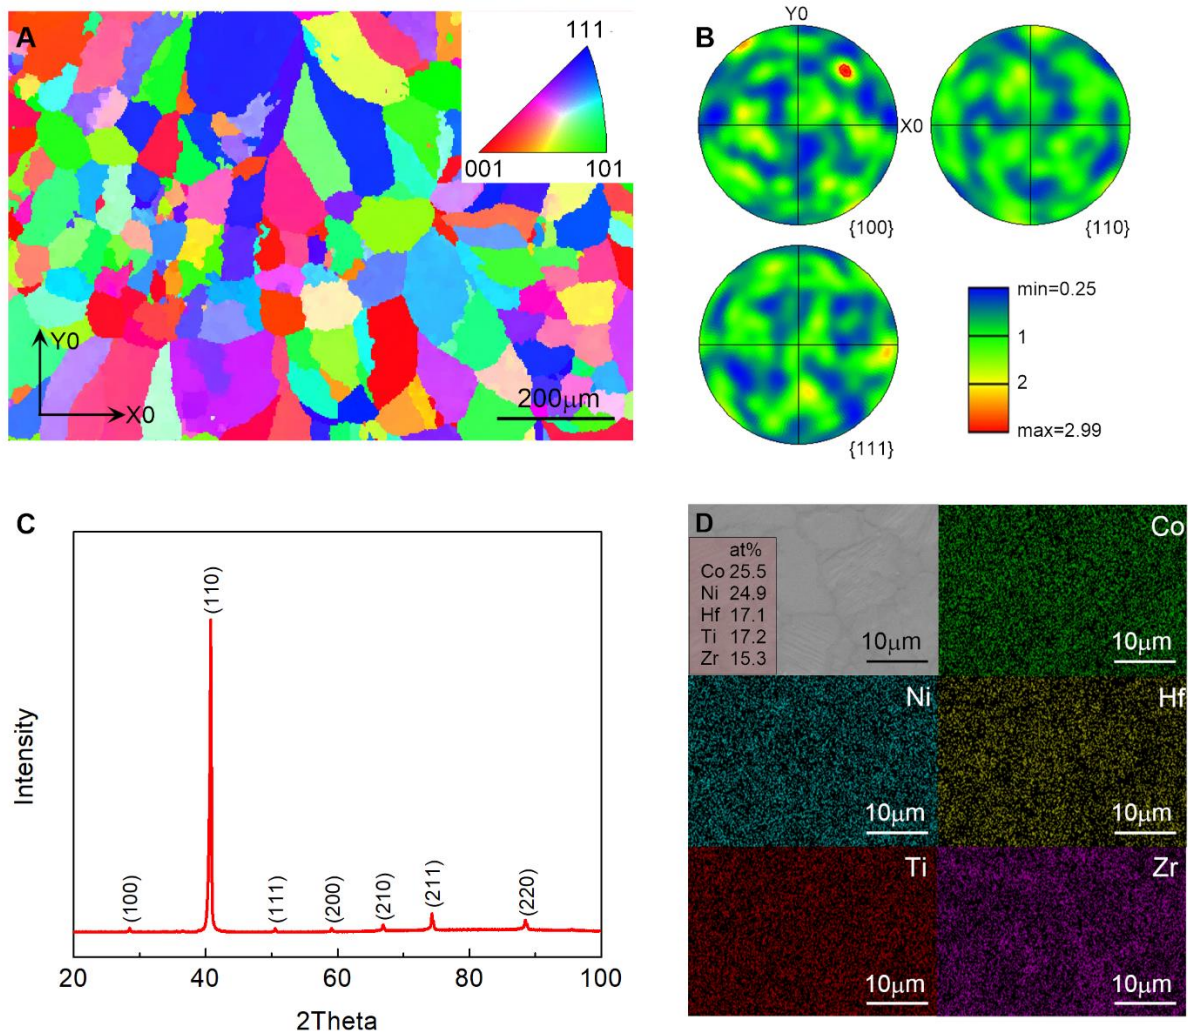 A
111
001
101
Y0
X0
200μm
B
Y0
X0
{100}
{110}
{111}
min=0.25
1
2
max=2.99
C
Intensity
(100)
(110)
(111)
(200)
(210)
(211)
(220)
20
40
60
80
100
2Theta
D
at%
Co 25.5
Ni 24.9
Hf 17.1
Ti 17.2
Zr 15.3
10μm
Co
10μm
Ni
10μm
Hf
10μm
Ti
10μm
Zr
10μm